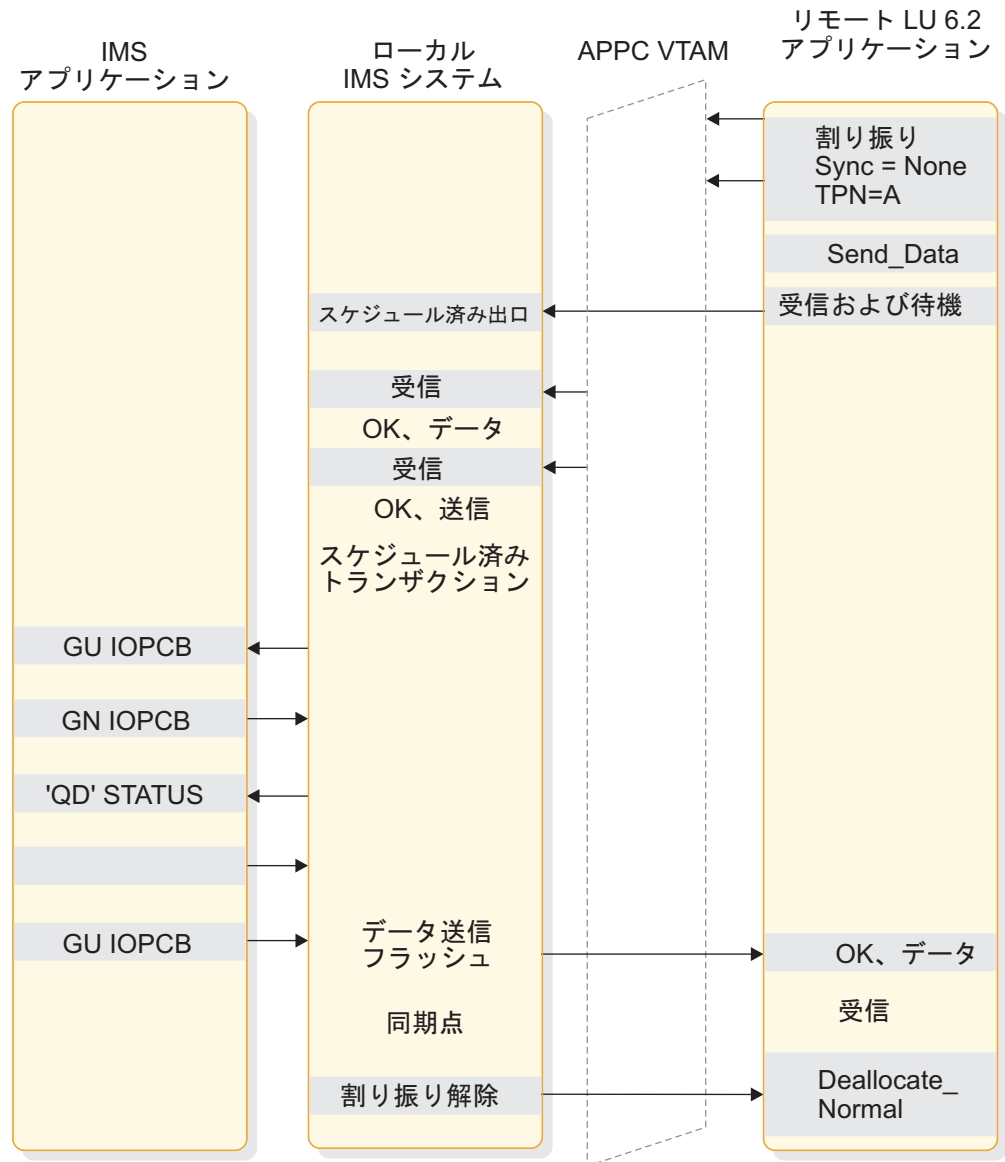 IMS
アプリケーション
ローカル
IMS システム
APPC VTAM
リモート LU 6.2
アプリケーション
割り振り
Sync = None
TPN=A
Send_Data
スケジュール済み出口
受信および待機
受信
OK、データ
受信
OK、送信
スケジュール済み
トランザクション
GU IOPCB
GN IOPCB
'QD' STATUS
GU IOPCB
データ送信
フラッシュ
OK、データ
同期点
受信
割り振り解除
Deallocate_
Normal